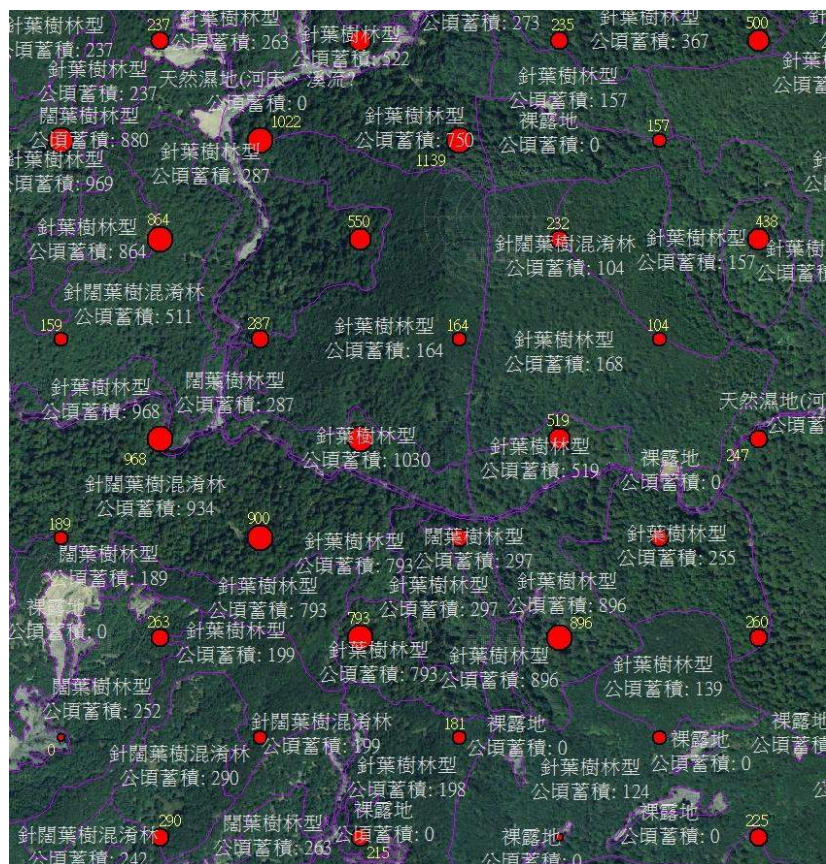 237
公頃蓄積: 273
235
針葉樹林型
公頃蓄積: 367
500
針葉樹林型
公頃蓄積: 237
公頃蓄積: 263
針葉樹林型
公頃蓄積: 522
針葉樹林型
公頃蓄積: 237
天然濕地(河床、溪流?
公頃蓄積: 0
針葉樹林型
公頃蓄積: 157
闊葉樹林型
公頃蓄積: 880
1022
針葉樹林型
公頃蓄積: 750
1139
裸露地
公頃蓄積: 0
157
公頃蓄積: 969
針葉樹林型
公頃蓄積: 287
864
針葉樹林型
公頃蓄積: 864
550
232
針闊葉樹混淆林
公頃蓄積: 104
針葉樹林型
公頃蓄積: 157
438
針葉樹
針闊葉樹混淆林
公頃蓄積: 511
159
287
針葉樹林型
公頃蓄積: 164
164
針葉樹林型
公頃蓄積: 168
104
針葉樹林型
公頃蓄積: 968
闊葉樹林型
公頃蓄積: 287
天然濕地(河
968
針葉樹林型
公頃蓄積: 1030
519
針葉樹林型
公頃蓄積: 519
裸露地
公頃蓄積: 0
247
針闊葉樹混淆林
公頃蓄積: 934
189
闊葉樹林型
公頃蓄積: 189
900
針葉樹林型
公頃蓄積: 793
闊葉樹林型
公頃蓄積: 297
針葉樹林型
公頃蓄積: 255
針葉樹林型
公頃蓄積: 793
針葉樹林型
公頃蓄積: 297
針葉樹林型
公頃蓄積: 896
裸露地
公頃蓄積: 0
263
針葉樹林型
公頃蓄積: 199
793
針葉樹林型
公頃蓄積: 793
896
針葉樹林型
公頃蓄積: 896
260
針葉樹林型
公頃蓄積: 139
闊葉樹林型
公頃蓄積: 252
0
針闊葉樹混淆林
公頃蓄積: 199
181
裸露地
公頃蓄積: 0
裸露地
公頃蓄積: 0
裸露地
針闊葉樹混淆林
公頃蓄積: 290
針葉樹林型
公頃蓄積: 198
針葉樹林型
公頃蓄積: 124
290
針闊葉樹混淆林
公頃蓄積: 242
闊葉樹林型
公頃蓄積: 263
裸露地
公頃蓄積: 0
215
裸露地
公頃蓄積: 0
裸露地
公頃蓄積: 0
225